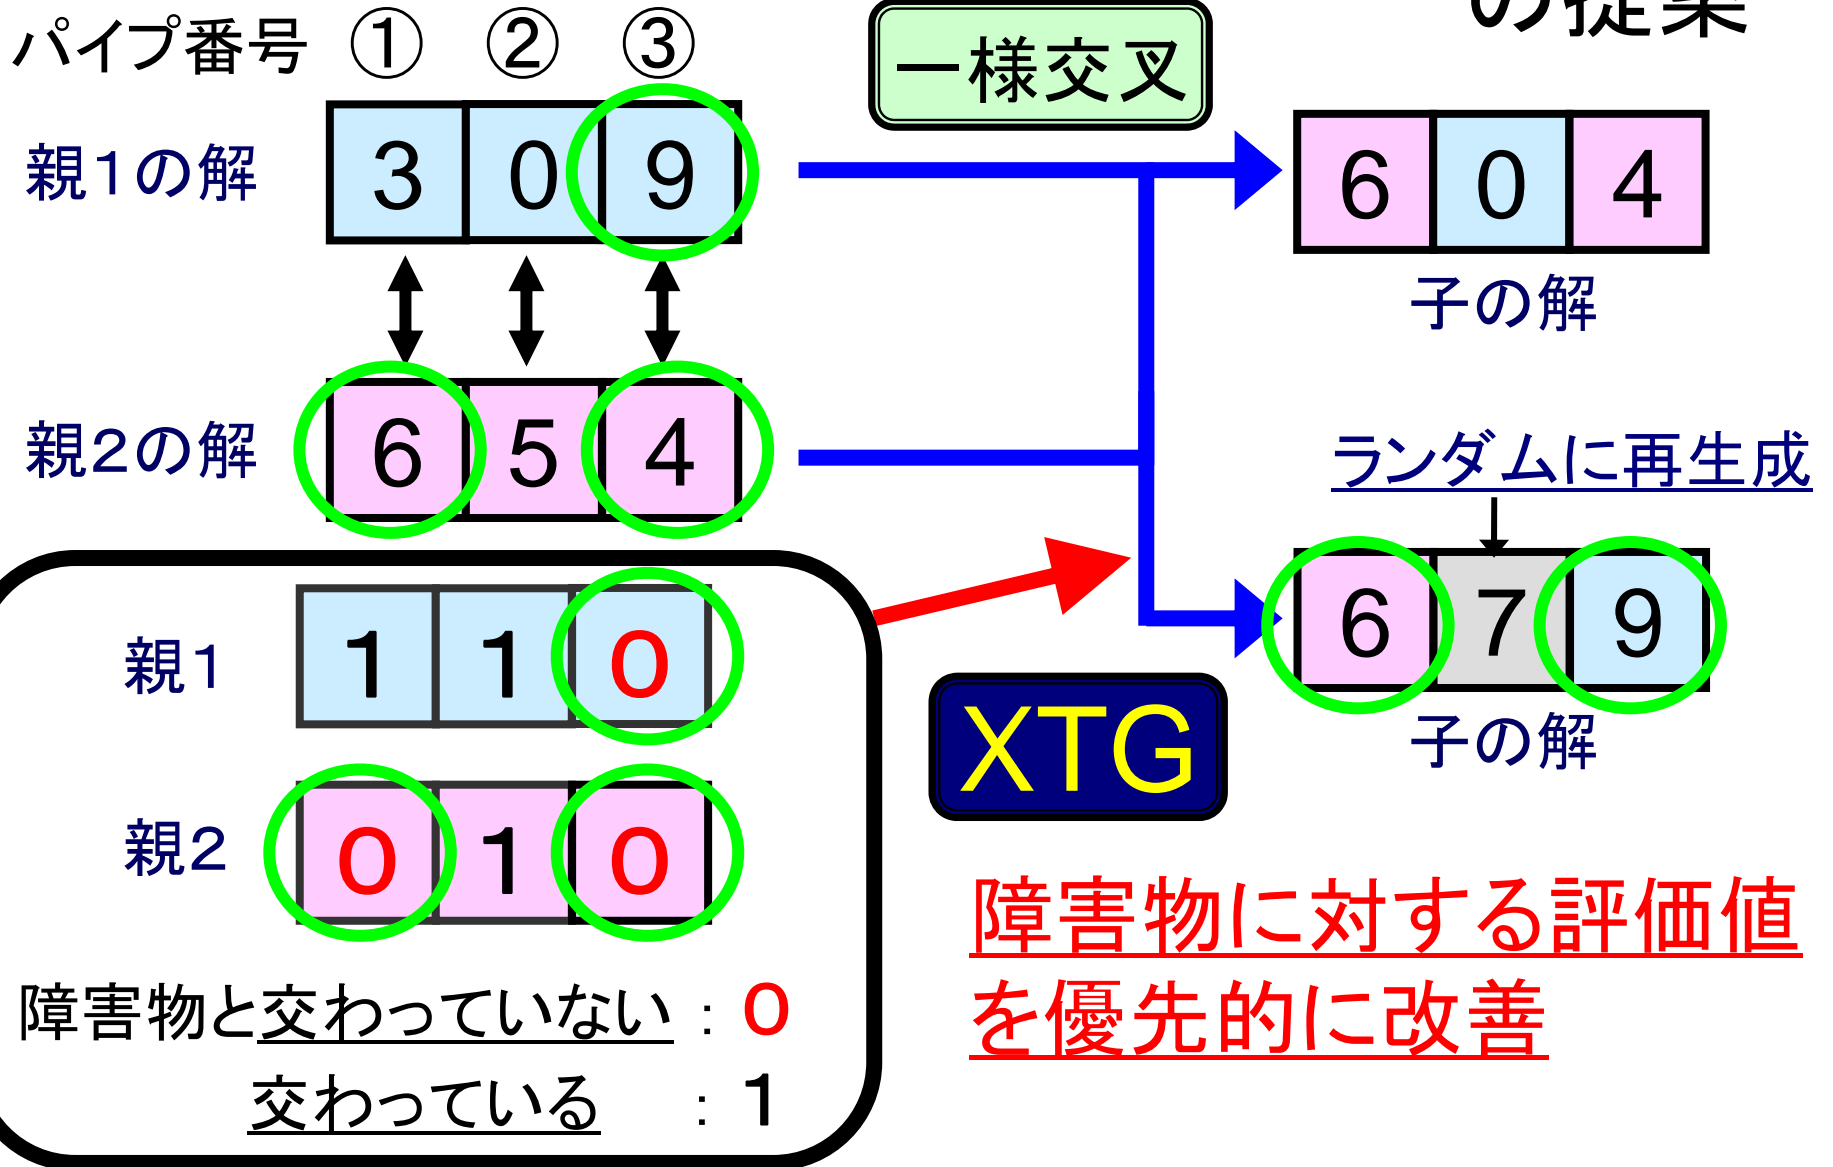 の提案
パイプ番号 ① ② ③
一様交叉
親1の解 3 0 9
6 0 4
子の解
親2の解 6 5 4
ランダムに再生成
6 7 9
子の解
親1 1 1 0
XTG
親2 0 1 0
障害物に対する評価値
を優先的に改善
障害物と交わっていない : 0
交わっている : 1